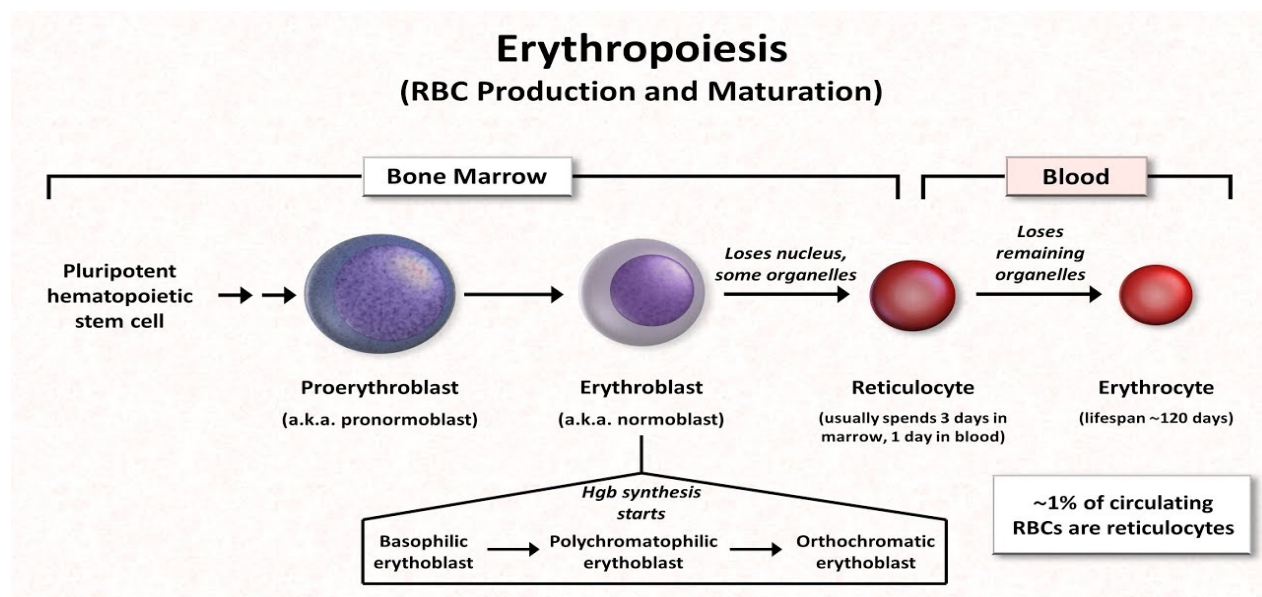 Erythropoiesis
(RBC Production and Maturation)
Bone Marrow
Blood
Pluripotent
hematopoietic
stem cell
Loses nucleus,
some organelles
Loses
remaining
organelles
Proerythroblast
(a.k.a. pronormoblast)
Erythroblast
(a.k.a. normoblast)
Reticulocyte
(usually spends 3 days in
marrow, 1 day in blood)
Erythrocyte
(lifespan ~120 days)
Hgb synthesis
starts
Basophilic
erythoblast
Polychromatophilic
erythoblast
Orthochromatic
erythoblast
~1% of circulating
RBCs are reticulocytes